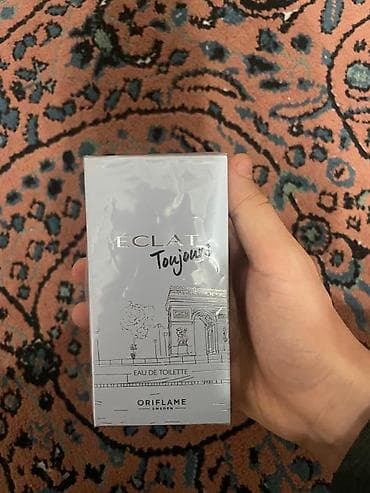 ECLAT
Toujours
EAU DE TOILETTE
ORIFLAME
SWEDEN